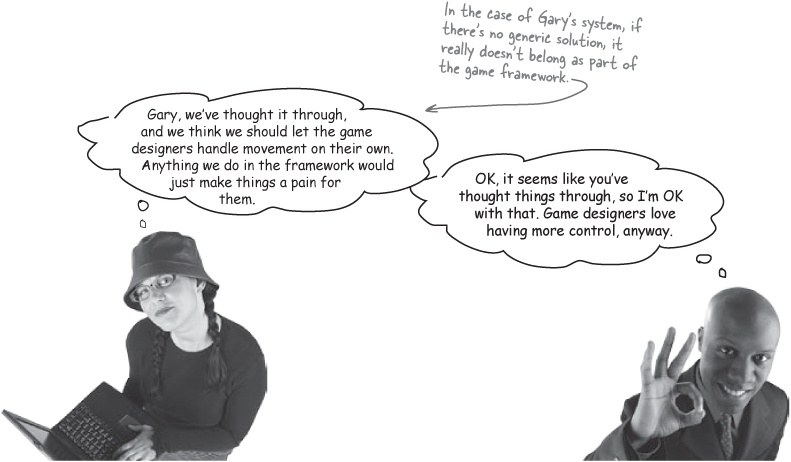 In the case of Gary's system, if
there's no generic solution, it
really doesn't belong as part of
the game framework.
Gary, we've thought it through,
and we think we should let the game
designers handle movement on their own.
Anything we do in the framework would
just make things a pain for
them.
OK, it seems like you've
thought things through, so I'm OK
with that. Game designers love
having more control, anyway.